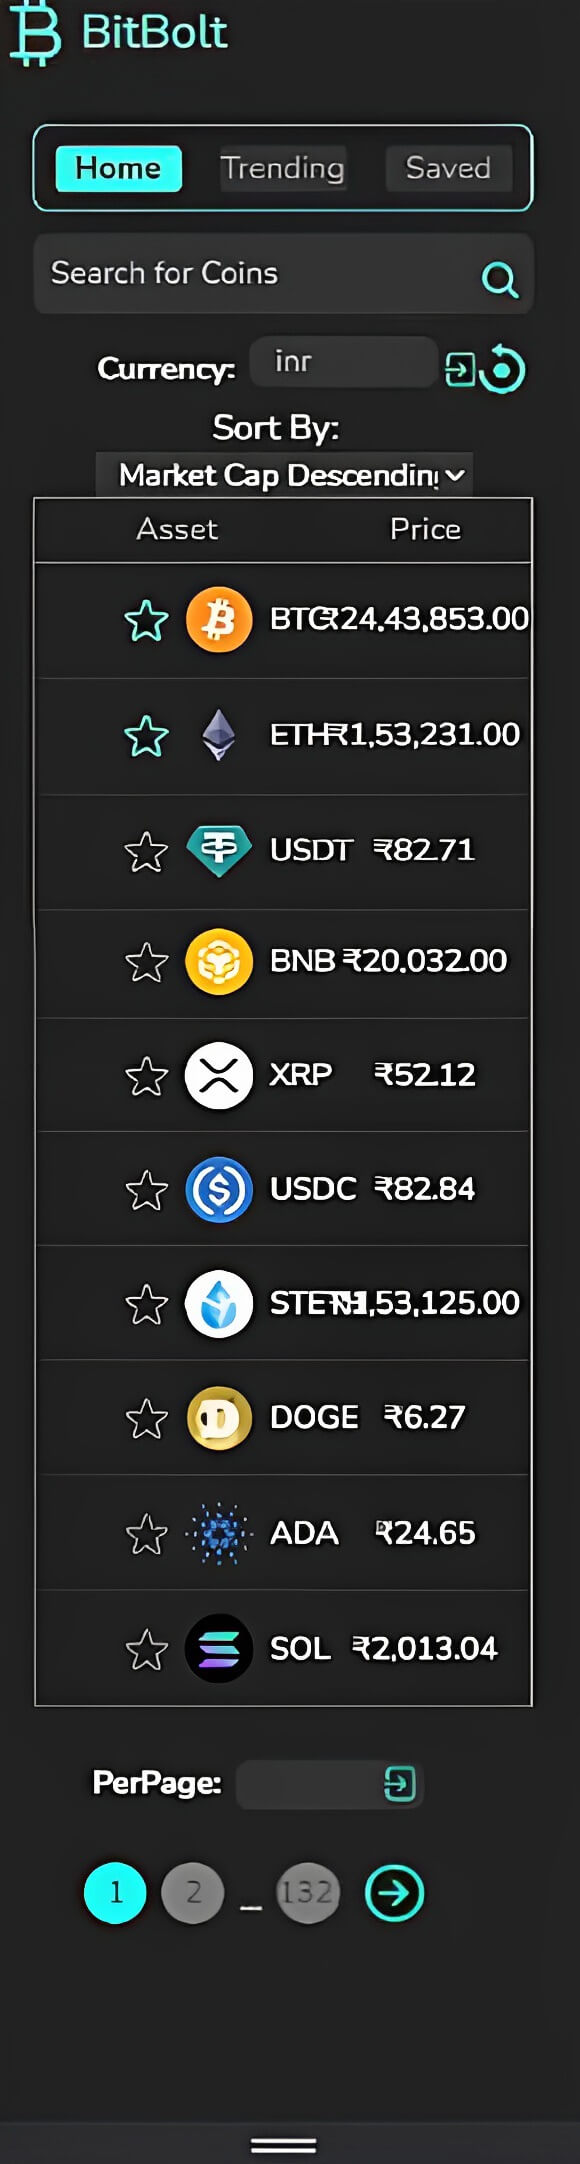 BitBolt
Home Trending Saved
Search for Coins
Currency: inr
Sort By:
Market Cap Descending
Asset Price
BTC ₹24,43,853.00
ETH ₹1,53,231.00
USDT ₹82.71
BNB ₹20,032.00
XRP ₹52.12
USDC ₹82.84
STETH ₹1,53,125.00
DOGE ₹6.27
ADA ₹24.65
SOL ₹2,013.04
PerPage:
1 2 ... 132